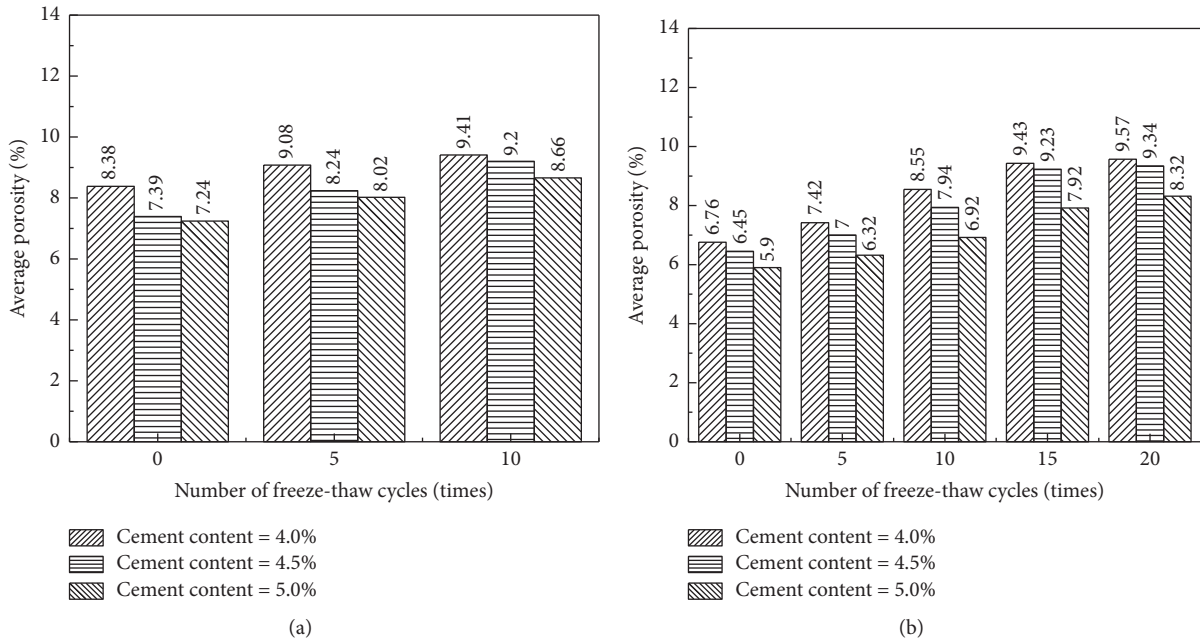 14
12
10
8
6
4
2
0
Average porosity (%)
8.38
7.39
7.24
9.08
8.24
8.02
9.41
9.2
8.66
0 5 10
Number of freeze-thaw cycles (times)
Cement content = 4.0%
Cement content = 4.5%
Cement content = 5.0%
(a)
14
12
10
8
6
4
2
0
Average porosity (%)
6.76
6.45
5.9
7.42
7
6.32
8.55
7.94
6.92
9.43
9.23
7.92
9.57
9.34
8.32
0 5 10 15 20
Number of freeze-thaw cycles (times)
Cement content = 4.0%
Cement content = 4.5%
Cement content = 5.0%
(b)